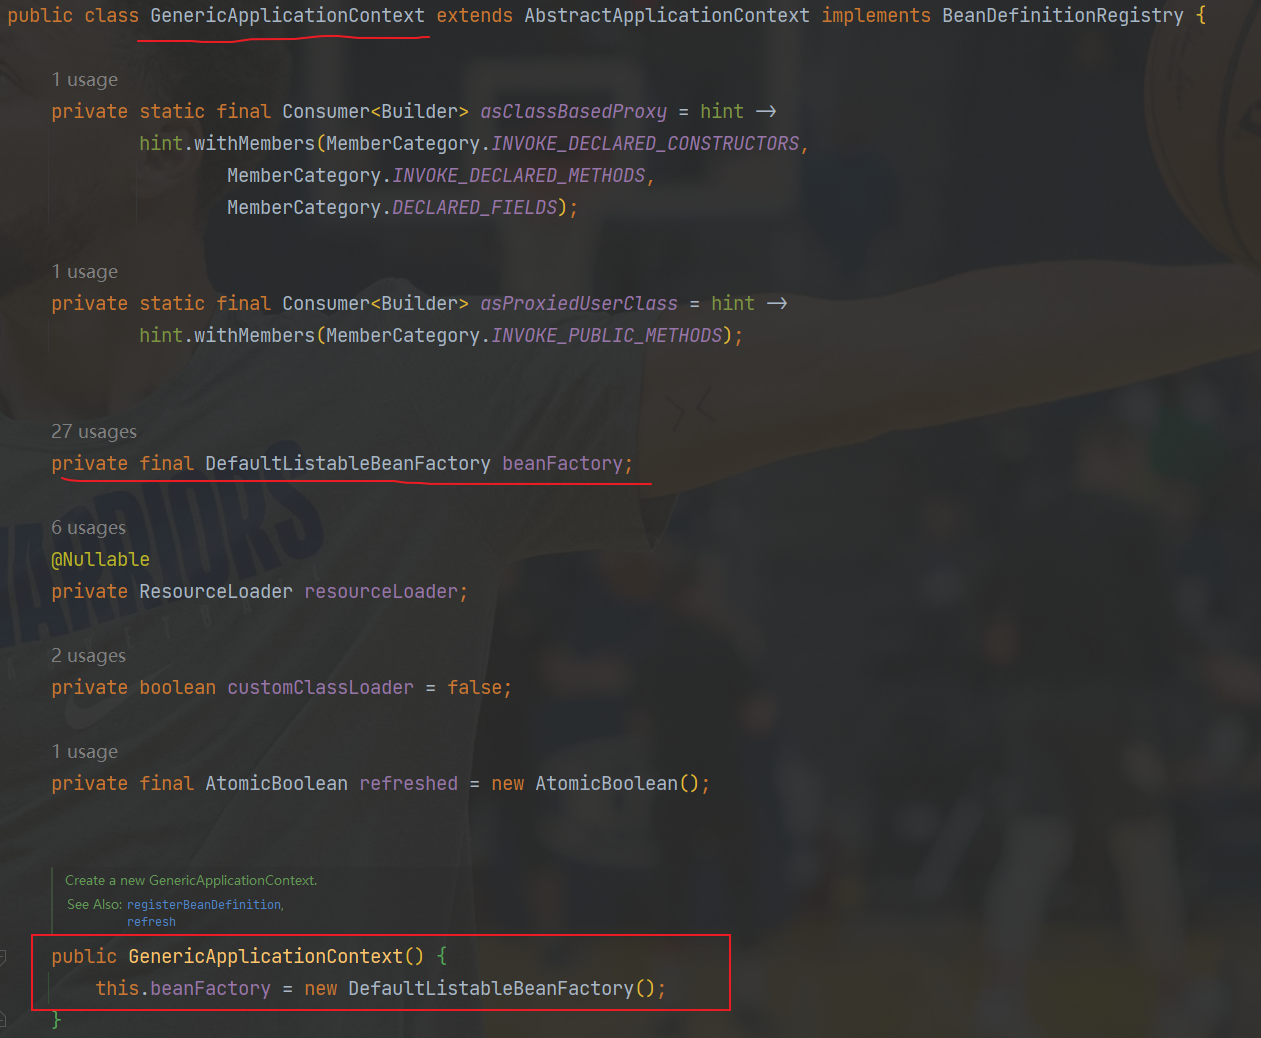 public class GenericApplicationContext extends AbstractApplicationContext implements BeanDefinitionRegistry {
1 usage
private static final Consumer<Builder> asClassBasedProxy = hint →
hint.withMembers(MemberCategory.INVOKE_DECLARED_CONSTRUCTORS,
MemberCategory.INVOKE_DECLARED_METHODS,
MemberCategory.DECLARED_FIELDS);
1 usage
private static final Consumer<Builder> asProxiedUserClass = hint →
hint.withMembers(MemberCategory.INVOKE_PUBLIC_METHODS);
27 usages
private final DefaultListableBeanFactory beanFactory;
6 usages
@Nullable
private ResourceLoader resourceLoader;
2 usages
private boolean customClassLoader = false;
1 usage
private final AtomicBoolean refreshed = new AtomicBoolean();
Create a new GenericApplicationContext.
See Also: registerBeanDefinition,
refresh
public GenericApplicationContext() {
this.beanFactory = new DefaultListableBeanFactory();
}
WARRIORS